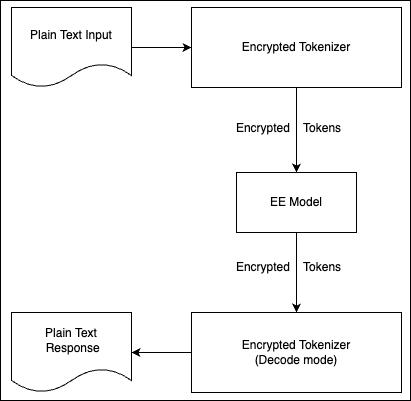 Plain Text Input
Encrypted Tokenizer
Encrypted Tokens
EE Model
Encrypted Tokens
Plain Text
Response
Encrypted Tokenizer
(Decode mode)